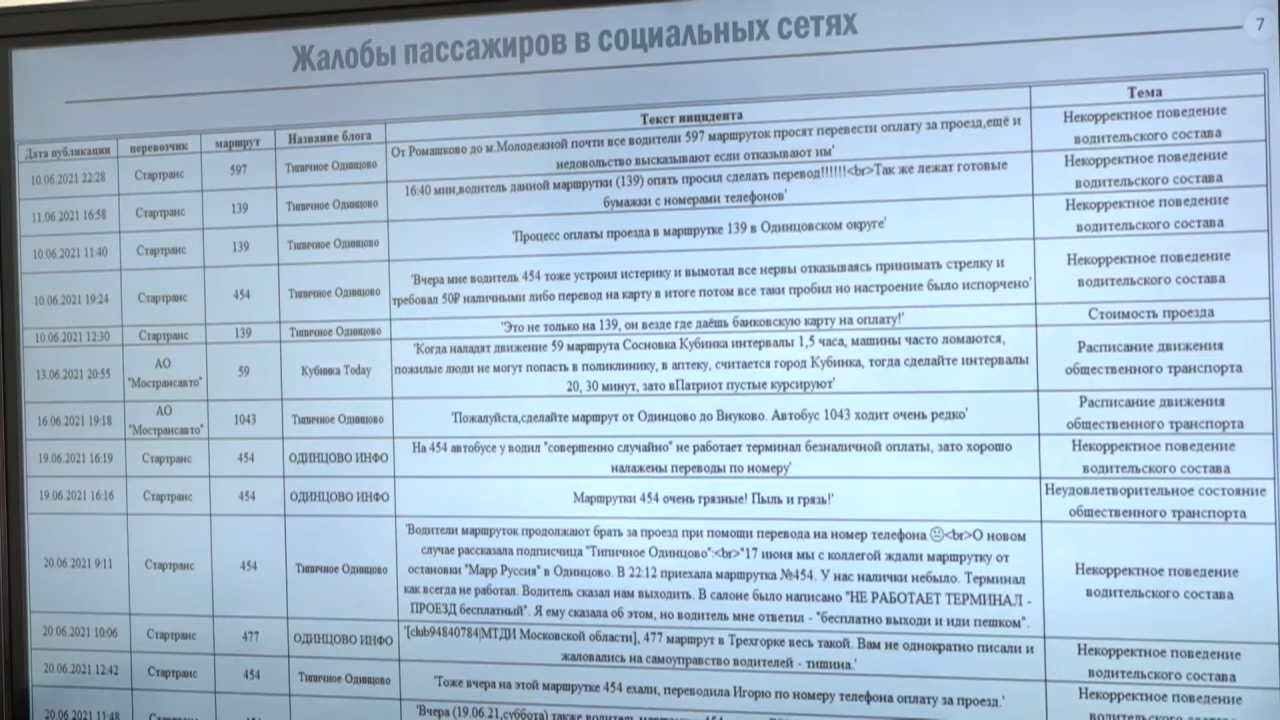 Жалобы пассажиров в социальных сетях
7
Дата публикации перевозчик маршрут Название блога Текст инцидента Тема
10.06.2021 22:28 Стартранс 597 Типичное Одинцово От Ромашково до м.Молодежной почти все водители 597 маршруток просят перевести оплату за проезд,ещё и
недовольство высказывают если отказывают им' Некорректное поведение
водительского состава
11.06.2021 16:58 Стартранс 139 Типичное Одинцово 16:40 мин,водитель данной маршрутки (139) опять просил сделать перевод!!!!!!<br>Так же лежат готовые
бумажки с номерами телефонов' Некорректное поведение
водительского состава
10.06.2021 11:40 Стартранс 139 Типичное Одинцово 'Процесс оплаты проезда в маршрутке 139 в Одинцовском округе' Некорректное поведение
водительского состава
10.06.2021 19:24 Стартранс 454 Типичное Одинцово 'Вчера мне водитель 454 тоже устроил истерику и вымотал все нервы отказываясь принимать стрелку и
требовал 50₽ наличными либо перевод на карту в итоге потом все таки пробил но настроение было испорчено' Некорректное поведение
водительского состава
10.06.2021 12:30 Стартранс 139 Типичное Одинцово 'Это не только на 139, он везде где даёшь банковскую карту на оплату!' Стоимость проезда
13.06.2021 20:55 АО
"Мострансавто" 59 Кубинка Today 'Когда наладят движение 59 маршрута Сосновка Кубинка интервалы 1,5 часа, машины часто ломаются,
пожилые люди не могут попасть в поликлинику, в аптеку, считается город Кубинка, тогда сделайте интервалы
20, 30 минут, зато вПатриот пустые курсируют' Расписание движения
общественного транспорта
16.06.2021 19:18 АО
"Мострансавто" 1043 Типичное Одинцово 'Пожалуйста,сделайте маршрут от Одинцово до Внуково. Автобус 1043 ходит очень редко' Расписание движения
общественного транспорта
19.06.2021 16:19 Стартранс 454 ОДИНЦОВО ИНФО На 454 автобусе у водил "совершенно случайно" не работает терминал безналичной оплаты, зато хорошо
налажены переводы по номеру' Некорректное поведение
водительского состава
19.06.2021 16:16 Стартранс 454 ОДИНЦОВО ИНФО Маршрутки 454 очень грязные! Пыль и грязь!' Неудовлетворительное состояние
общественного транспорта
20.06.2021 9:11 Стартранс 454 Типичное Одинцово 'Водители маршруток продолжают брать за проезд при помощи перевода на номер телефона <br>О новом
случае рассказала подписчица "Типичное Одинцово":<br>"17 июня мы с коллегой ждали маршрутку от
остановки "Марр Руссия" в Одинцово. В 22:12 приехала маршрутка №454. У нас налички небыло. Терминал
как всегда не работал. Водитель сказал нам выходить. В салоне было написано "НЕ РАБОТАЕТ ТЕРМИНАЛ -
ПРОЕЗД бесплатный". Я ему сказала об этом, но водитель мне ответил - "бесплатно выходи и иди пешком". Некорректное поведение
водительского состава
20.06.2021 10:06 Стартранс 477 ОДИНЦОВО ИНФО '[club94840784|МТДИ Московской области], 477 маршрут в Трехгорке весь такой. Вам не однократно писали и
жаловались на самоуправство водителей - тишина.' Некорректное поведение
водительского состава
20.06.2021 12:42 Стартранс 454 Типичное Одинцово 'Тоже вчера на этой маршрутке 454 ехали, переводила Игорю по номеру телефона оплату за проезд.' Некорректное поведение
20.06.2021 11:48 'Вчера (19.06.21,суббота) также